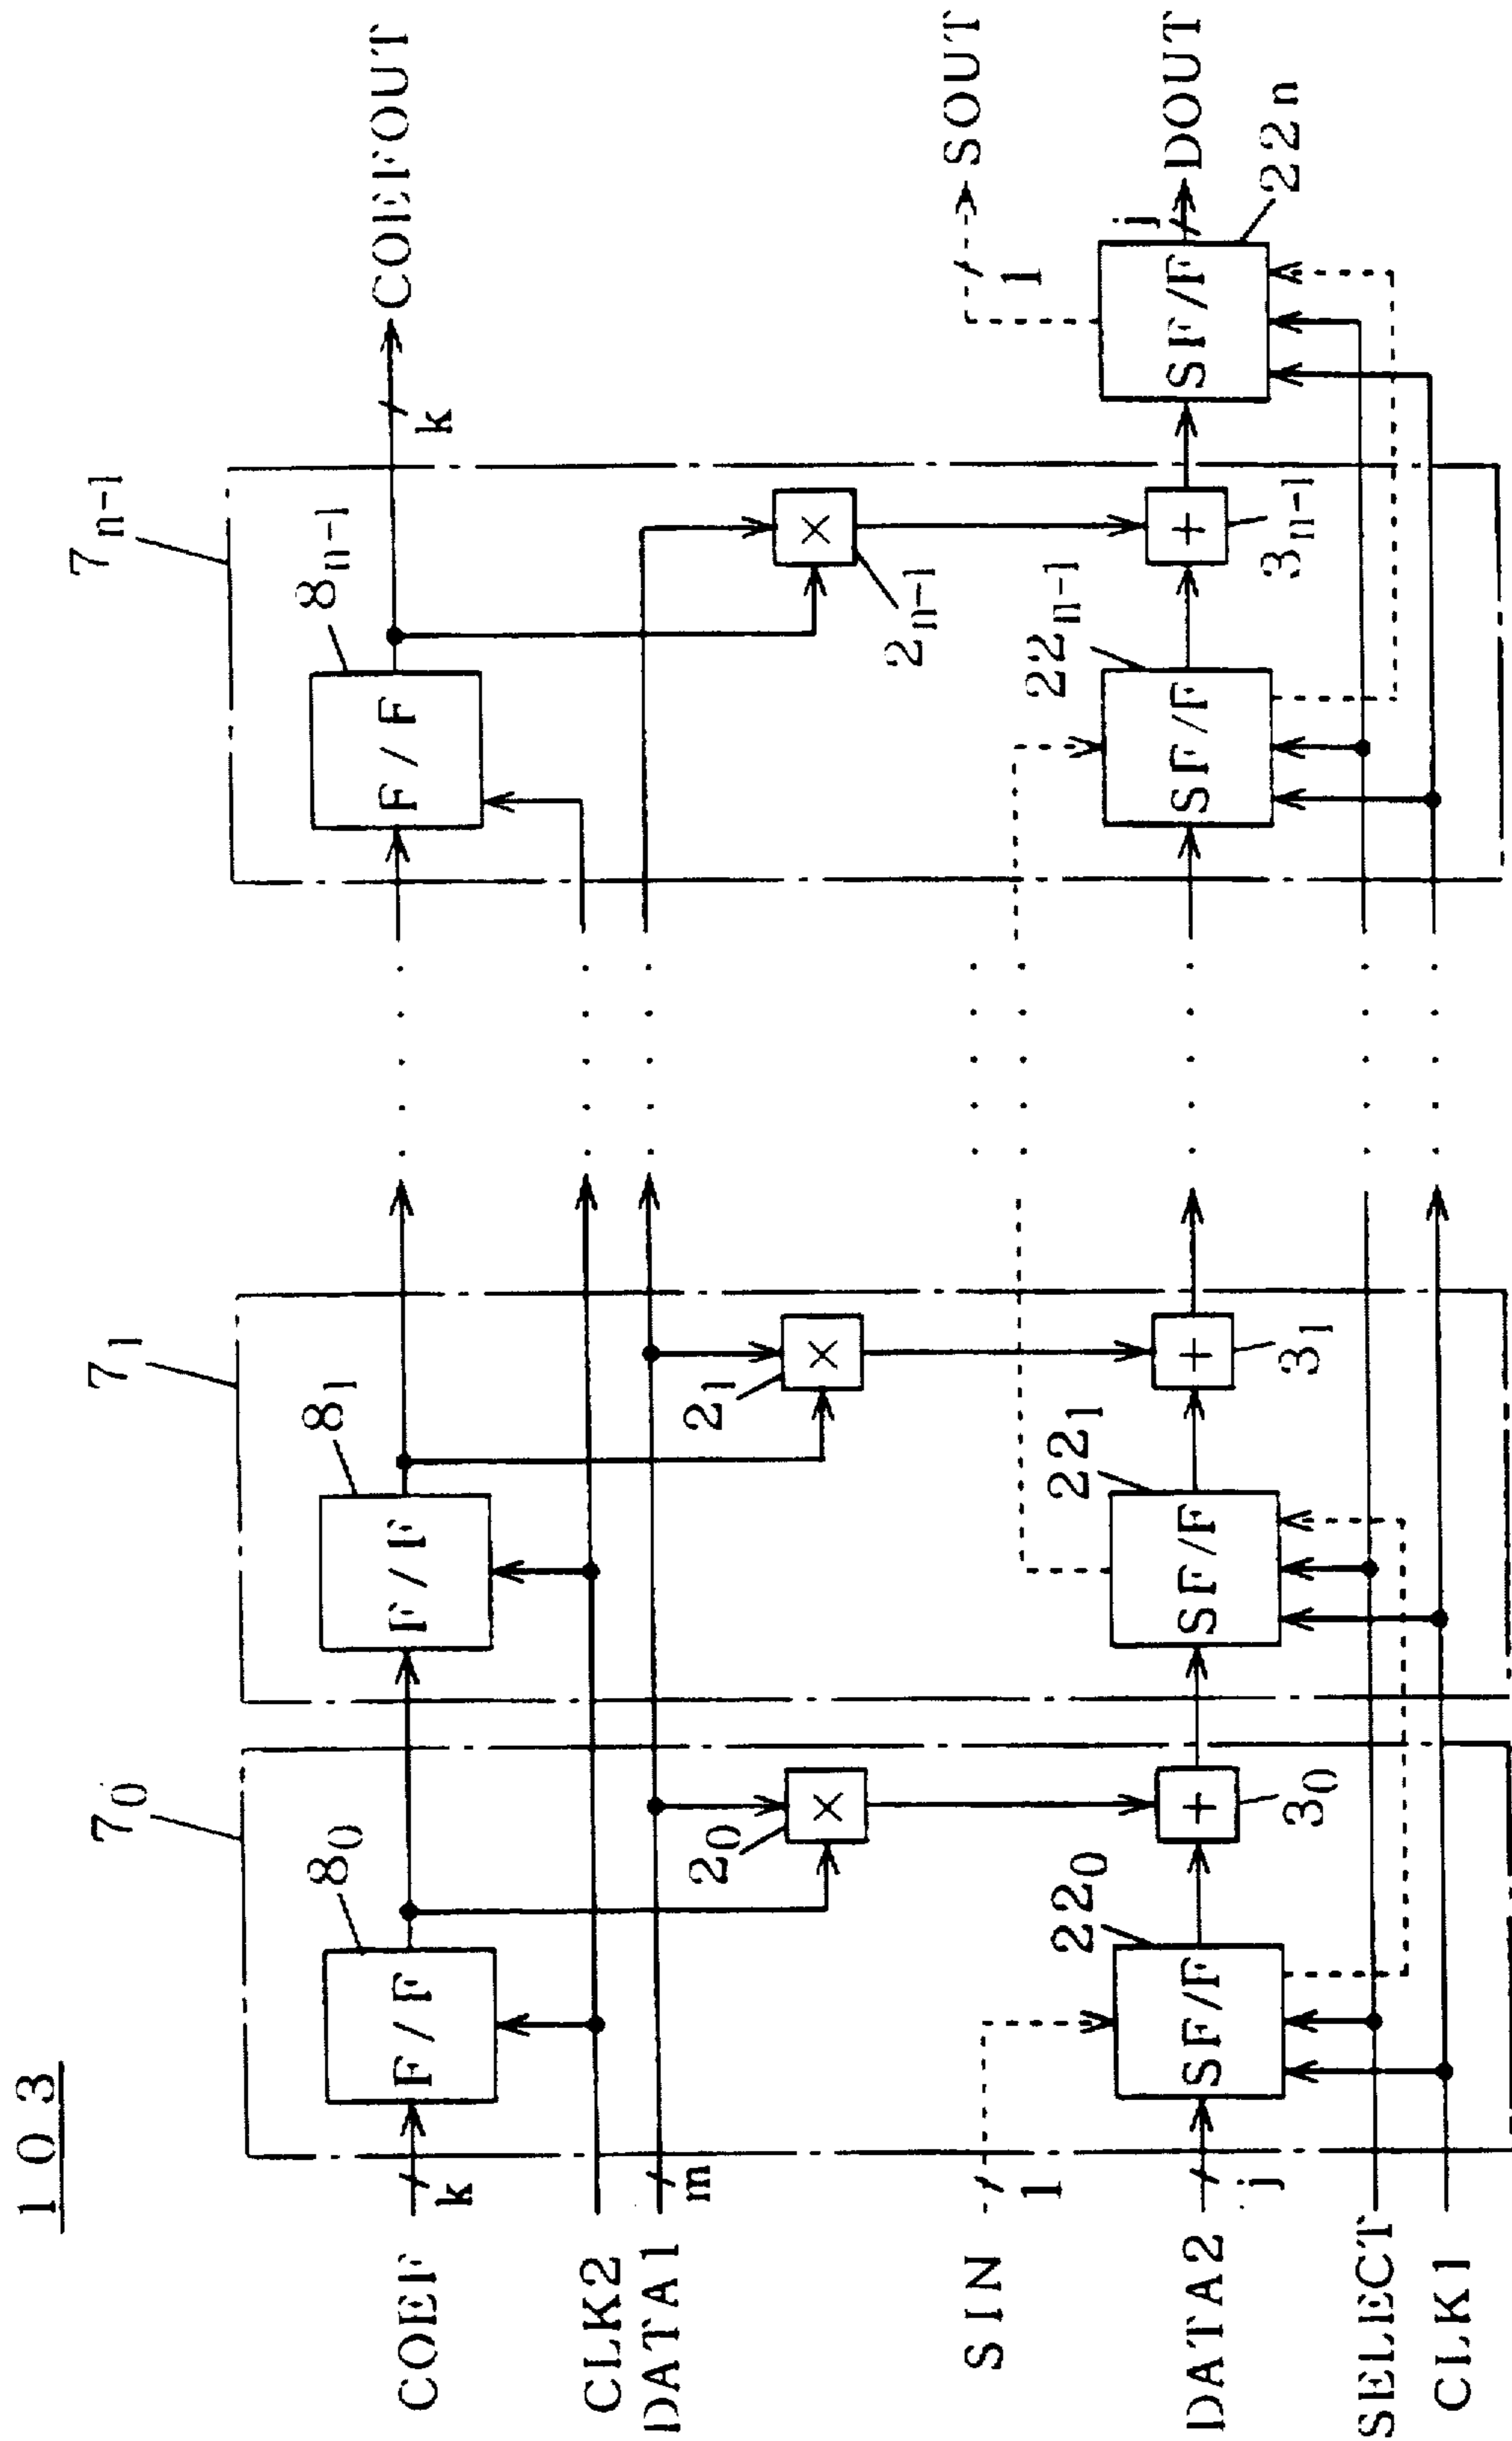 103
7₀
7₁
7ₙ₋₁
COEF
k
8₀
F/F
8₁
F/F
8ₙ₋₁
F/F
k
COEFOUT
CLK2
DATA1
m
2₀
×
2₁
×
2ₙ₋₁
×
SIN
1
1
SOUT
DATA2
j
22₀
SF/F
+
3₀
22₁
SF/F
+
3₁
22ₙ₋₁
SF/F
+
3ₙ₋₁
SF/F
22n
j
DOUT
SELECT
CLK1